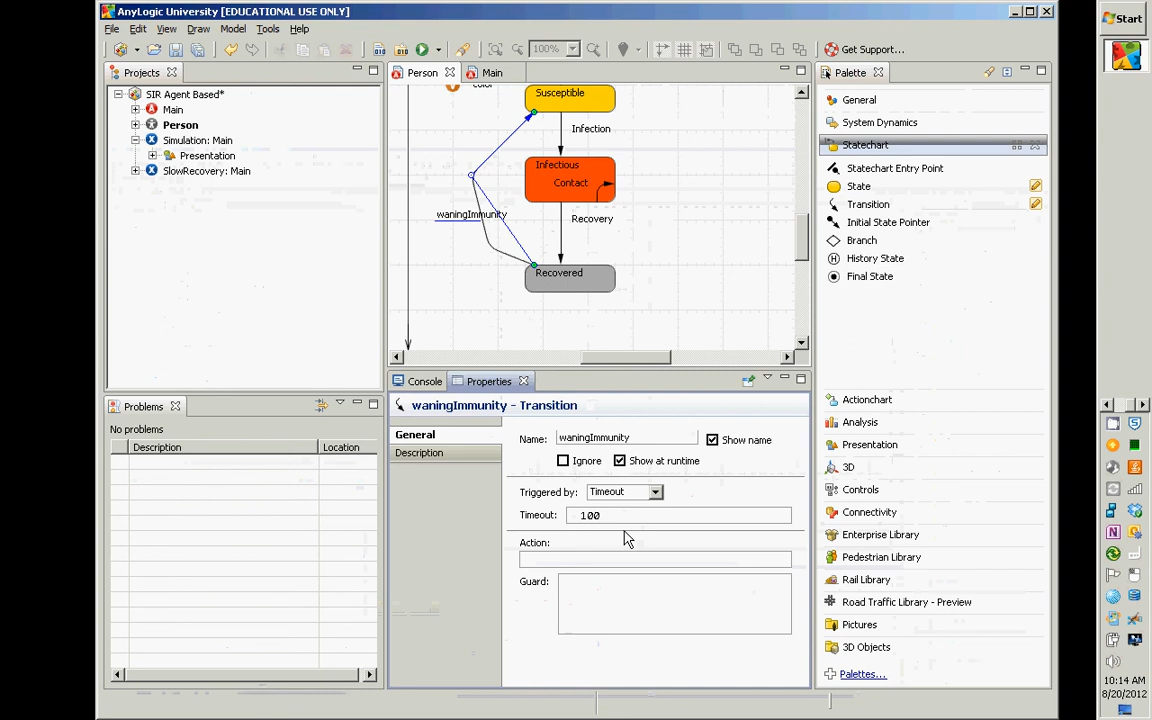 AnyLogic University [EDUCATIONAL USE ONLY]
File Edit View Draw Model Tools Help
100% Get Support...
Start
Projects
SIR Agent Based*
Main
Person
Simulation: Main
Presentation
SlowRecovery: Main
Person Main
color
Susceptible
Infection
Infectious
Contact
waningImmunity
Recovery
Recovered
Palette
General
System Dynamics
Statechart
Statechart Entry Point
State
Transition
Initial State Pointer
Branch
History State
Final State
Actionchart
Analysis
Presentation
3D
Controls
Connectivity
Enterprise Library
Pedestrian Library
Rail Library
Road Traffic Library - Preview
Pictures
3D Objects
Palettes...
Problems
No problems
Description Location
Console Properties
waningImmunity - Transition
General
Description
Name: waningImmunity Show name
Ignore Show at runtime
Triggered by: Timeout
Timeout: 100
Action:
Guard:
10:14 AM
8/20/2012